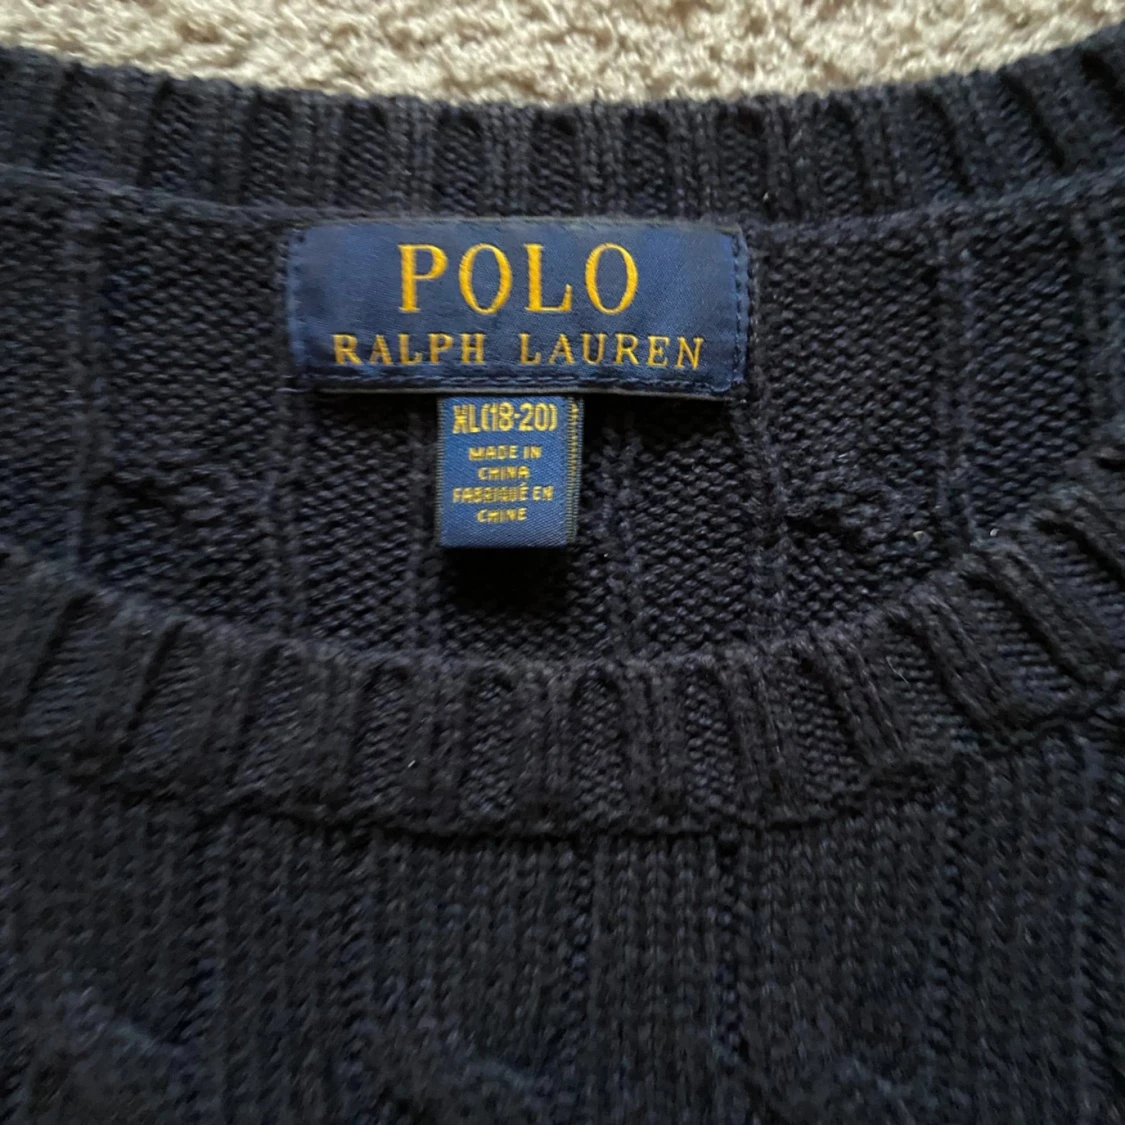 POLO
RALPH LAUREN
XL(18-20)
MADE IN
CHINA
FABRIQUÉ EN
CHINE